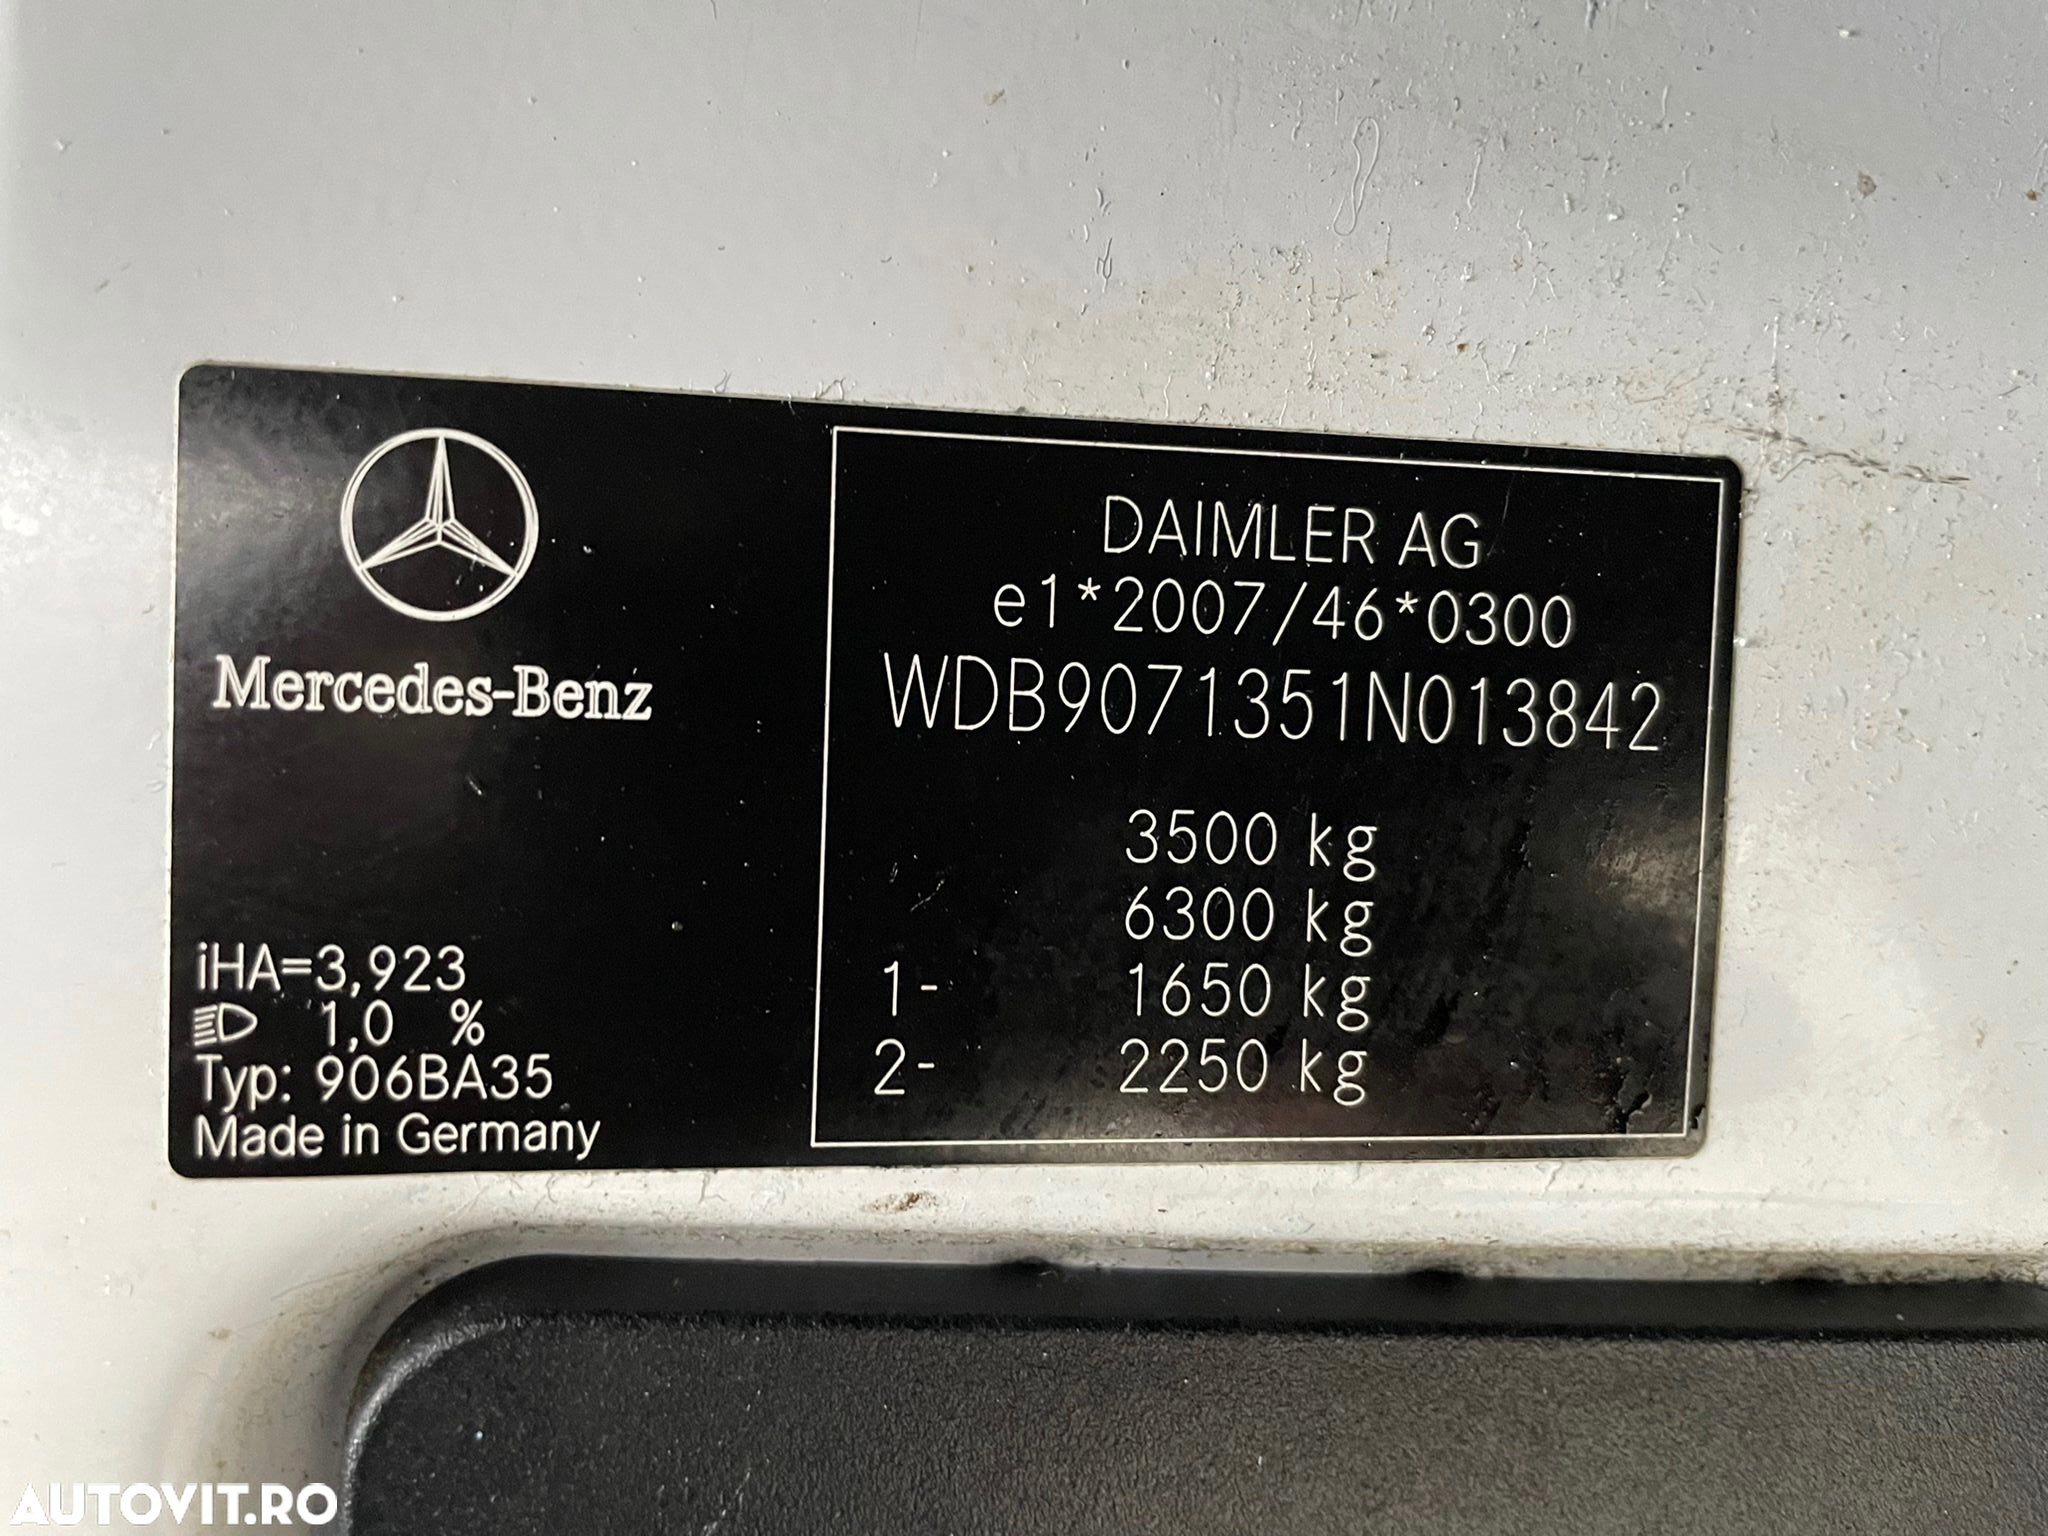 Mercedes-Benz
iHA=3,923
1,0 %
Typ: 906BA35
Made in Germany
DAIMLER AG
e1*2007/46*0300
WDB9071351N013842
3500 kg
6300 kg
1- 1650 kg
2- 2250 kg
AUTOVIT.RO